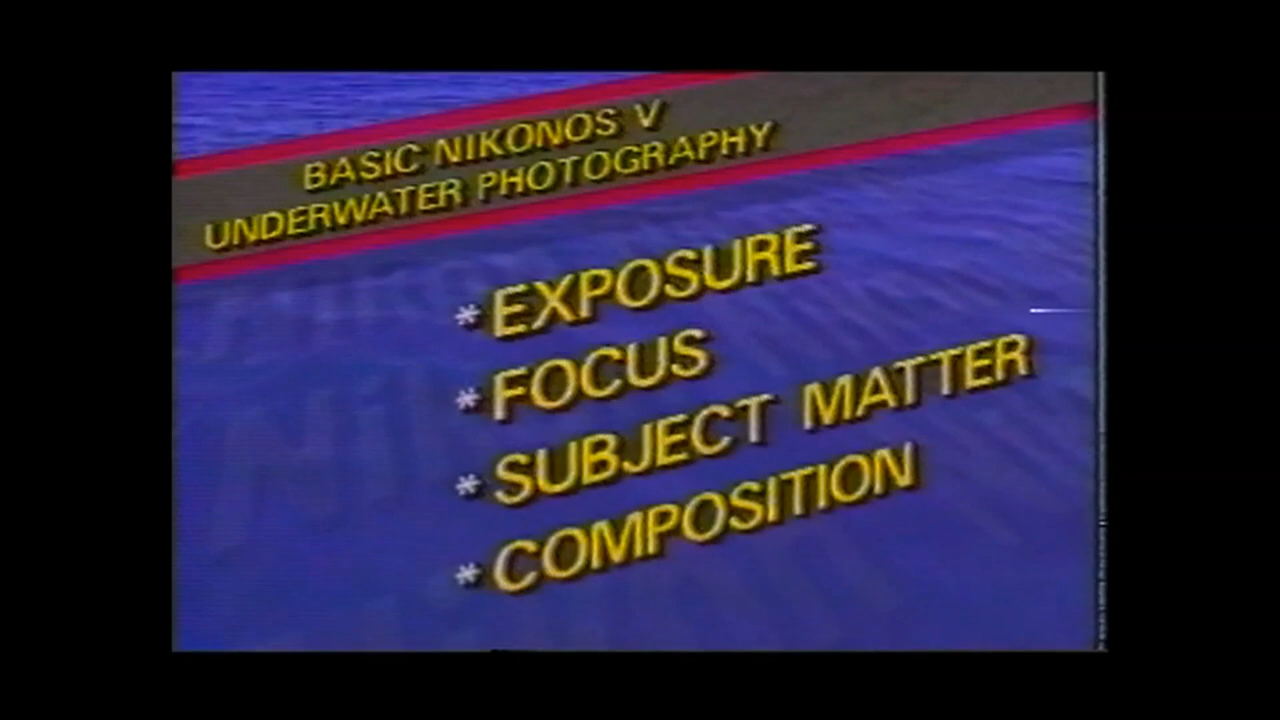 BASIC NIKONOS V
UNDERWATER PHOTOGRAPHY
*EXPOSURE
*FOCUS
*SUBJECT MATTER
*COMPOSITION